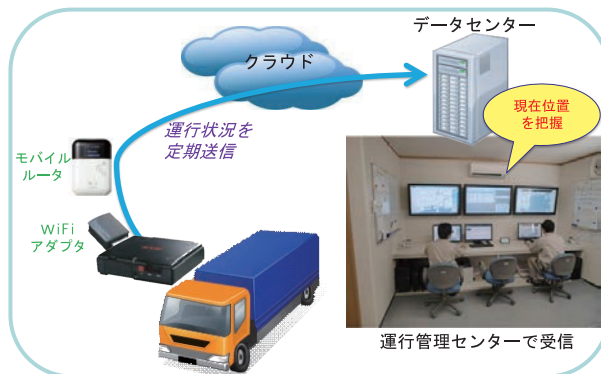 データセンター
クラウド
現在位置
を把握
運行状況を
定期送信
モバイル
ルータ
WiFi
アダプタ
運行管理センターで受信